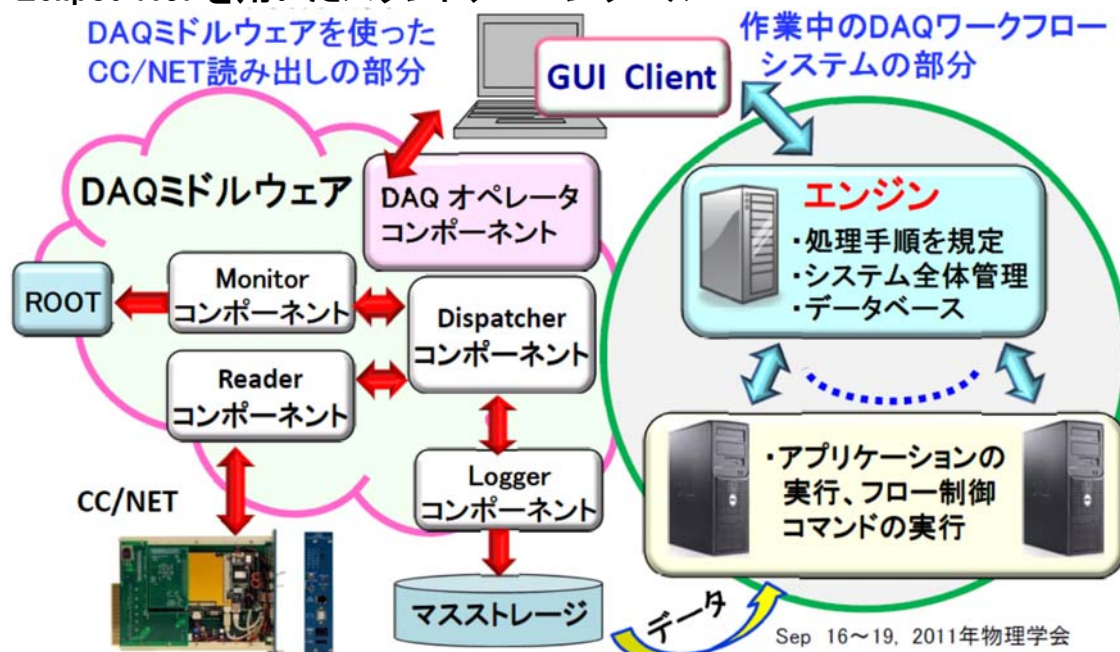 DAQミドルウェアを使った
CC/NET読み出しの部分
作業中のDAQワークフロー
システムの部分
GUI Client
DAQミドルウェア
DAQ オペレータ
コンポーネント
エンジン
・処理手順を規定
・システム全体管理
・データベース
ROOT
Monitor
コンポーネント
Dispatcher
コンポーネント
Reader
コンポーネント
Logger
コンポーネント
・アプリケーションの
実行、フロー制御
コマンドの実行
CC/NET
マスストレージ
データ
Sep 16～19, 2011年物理学会